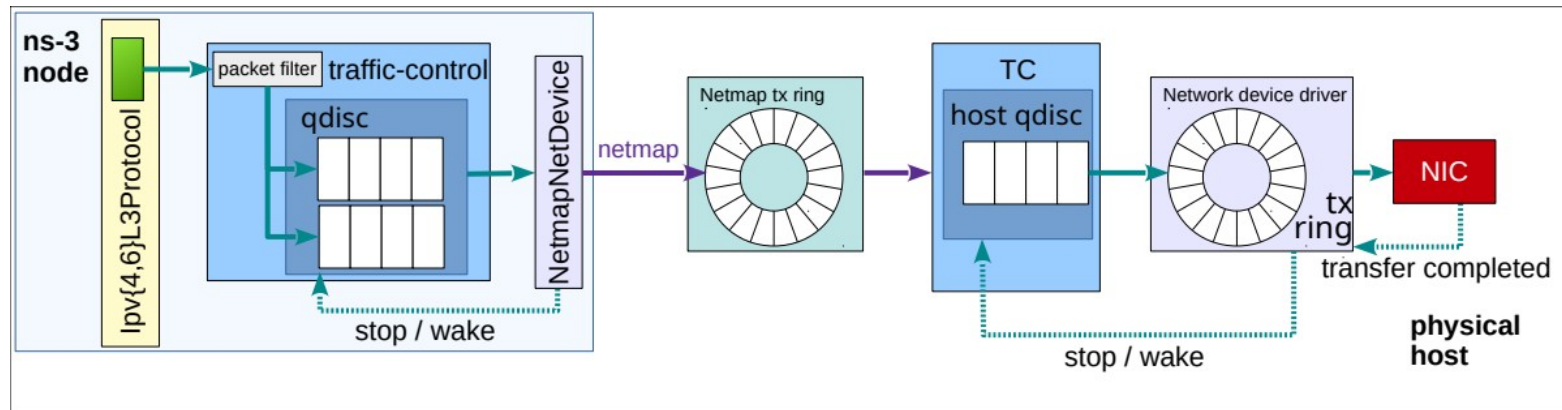 ns-3
node
Ipv{4,6}L3Protocol
packet filter
traffic-control
qdisc
NetmapNetDevice
stop / wake
netmap
Netmap tx ring
TC
host qdisc
Network device driver
tx
ring
NIC
transfer completed
stop / wake
physical
host